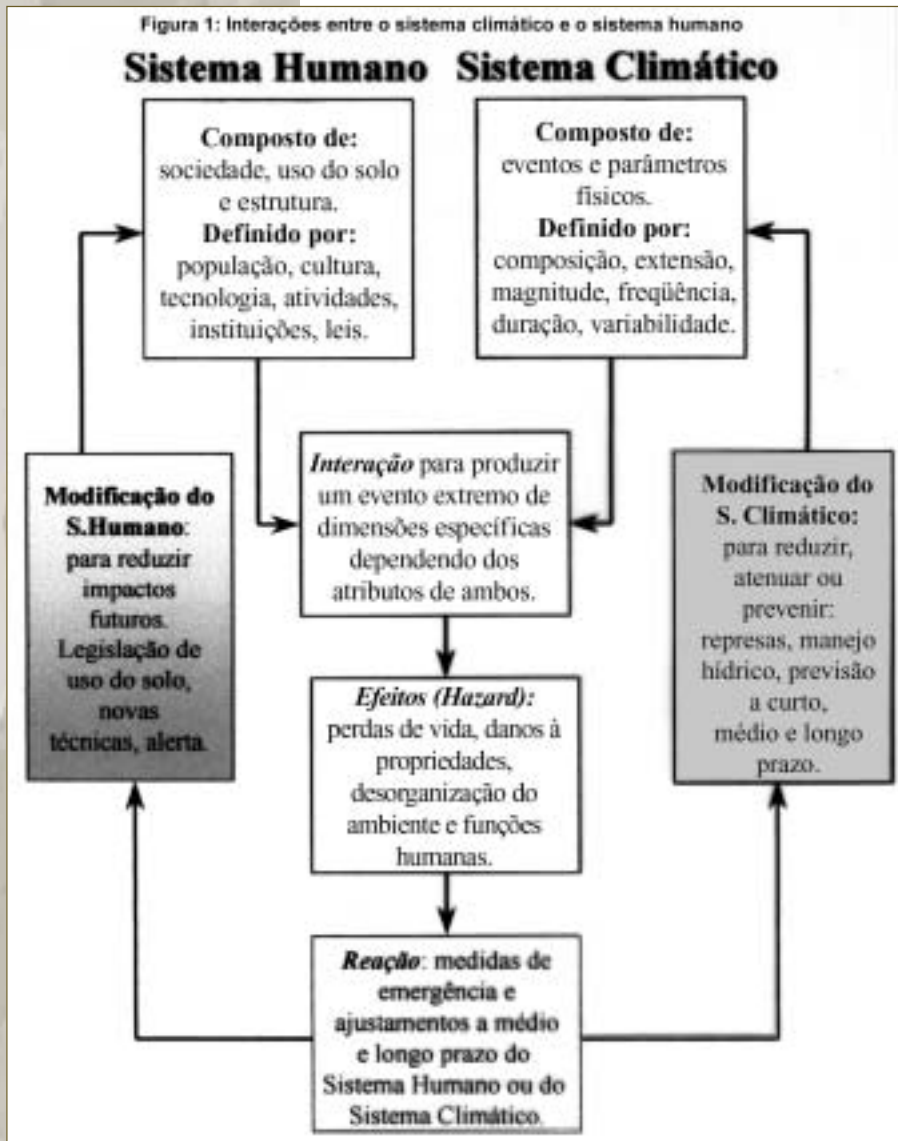 Figura 1: Interações entre o sistema climático e o sistema humano
Sistema Humano
Composto de:
sociedade, uso do solo
e estrutura.
Definido por:
população, cultura,
tecnologia, atividades,
instituições, leis.
Sistema Climático
Composto de:
eventos e parâmetros
físicos.
Definido por:
composição, extensão,
magnitude, freqüência,
duração, variabilidade.
Interação para produzir
um evento extremo de
dimensões específicas
dependendo dos
atributos de ambos.
Modificação do
S.Humano:
para reduzir
impactos
futuros.
Legislação de
uso do solo,
novas
técnicas, alerta.
Modificação do
S. Climático:
para reduzir,
atenuar ou
prevenir:
represas, manejo
hídrico, previsão
a curto,
médio e longo
prazo.
Efeitos (Hazard):
perdas de vida, danos à
propriedades,
desorganização do
ambiente e funções
humanas.
Reação: medidas de
emergência e
ajustamentos a médio
e longo prazo do
Sistema Humano ou do
Sistema Climático.